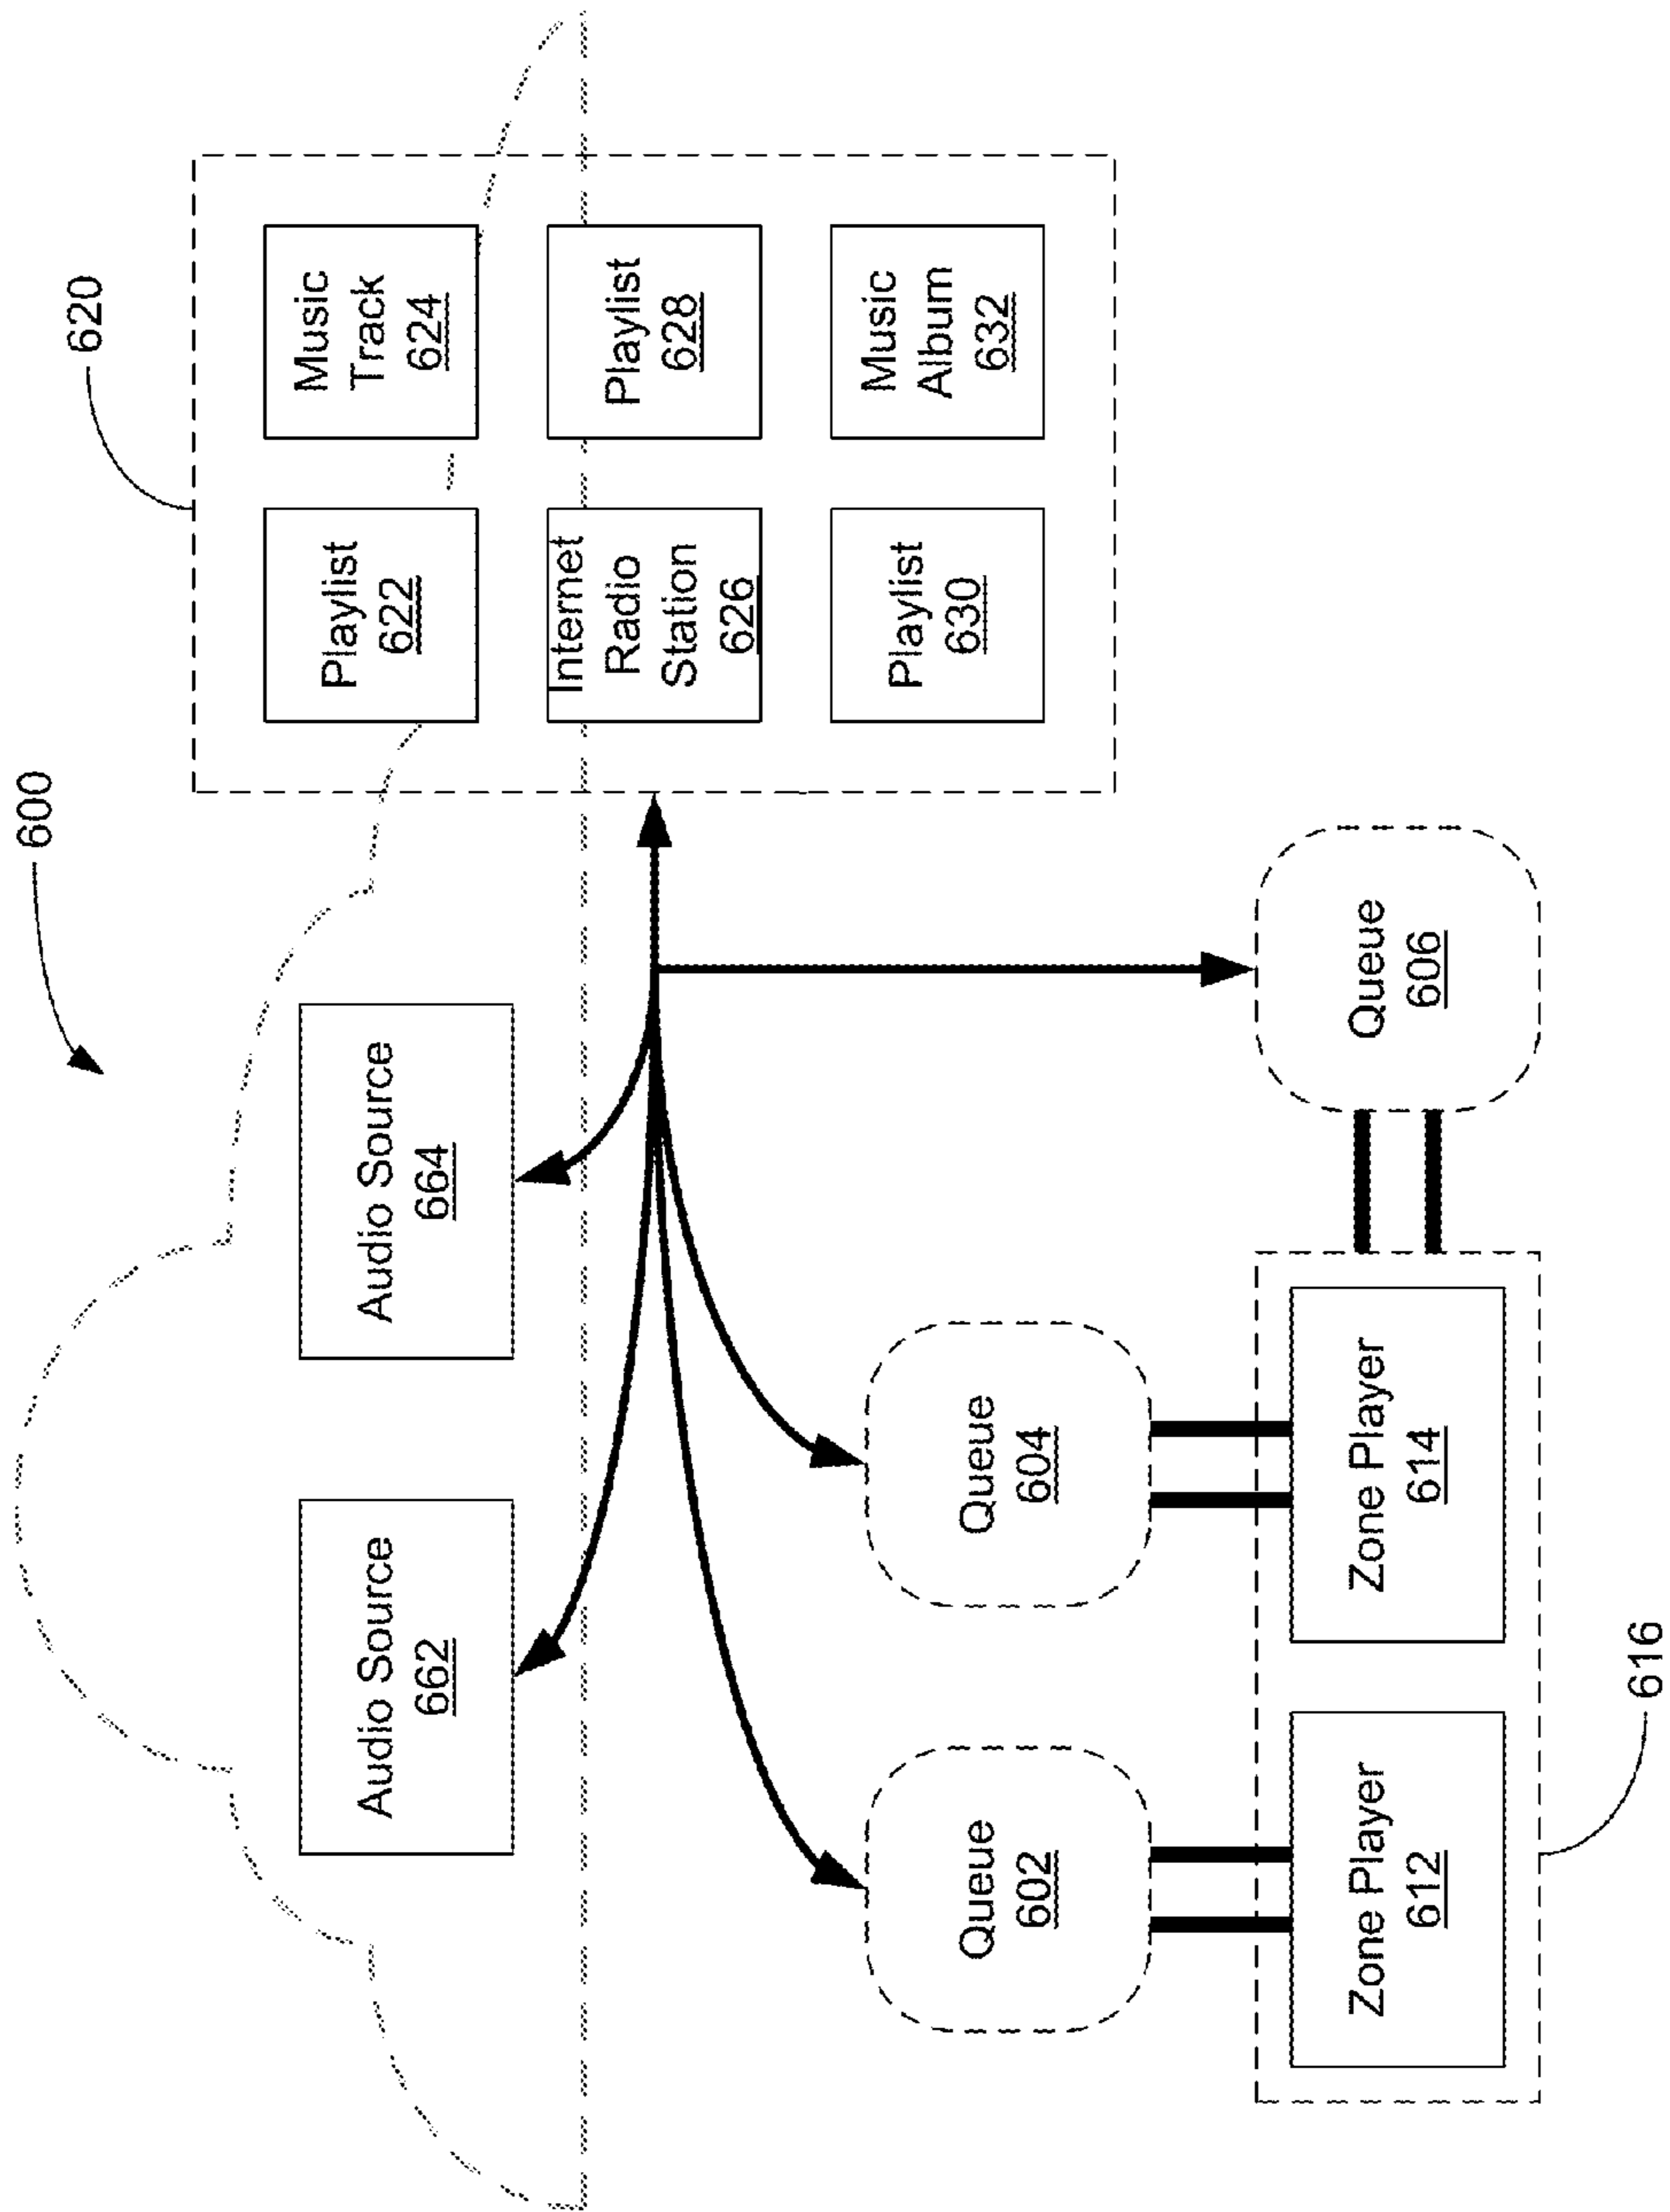 600
620
Audio Source
662
Audio Source
664
Playlist
622
Music
Track
624
Internet
Radio
Station
626
Playlist
628
Playlist
630
Music
Album
632
Queue
602
Queue
604
Queue
606
Zone Player
612
Zone Player
614
616